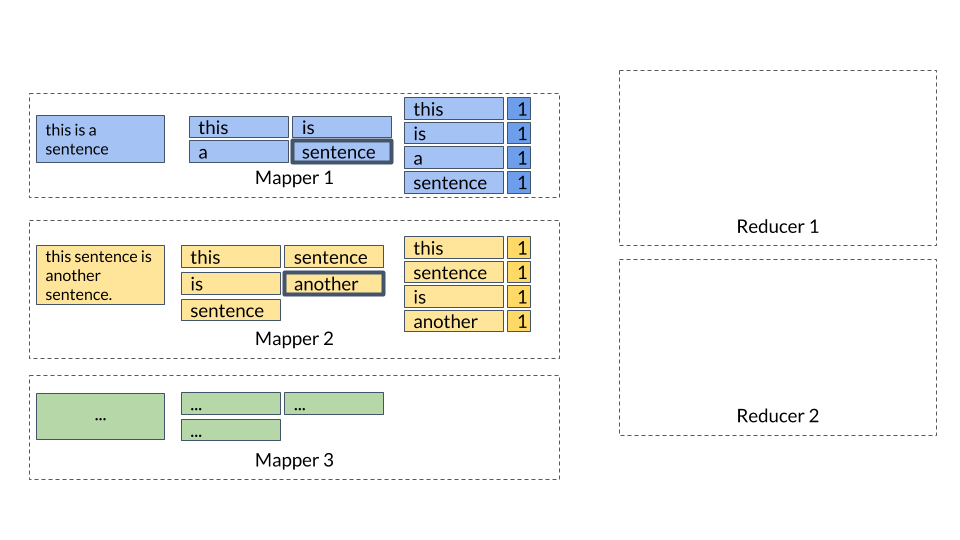 this is a
sentence
this
is
a
sentence
this 1
is 1
a 1
sentence 1
Mapper 1
this sentence is
another
sentence.
this
sentence
is
another
sentence
this 1
sentence 1
is 1
another 1
Mapper 2
...
...
...
...
Mapper 3
Reducer 1
Reducer 2